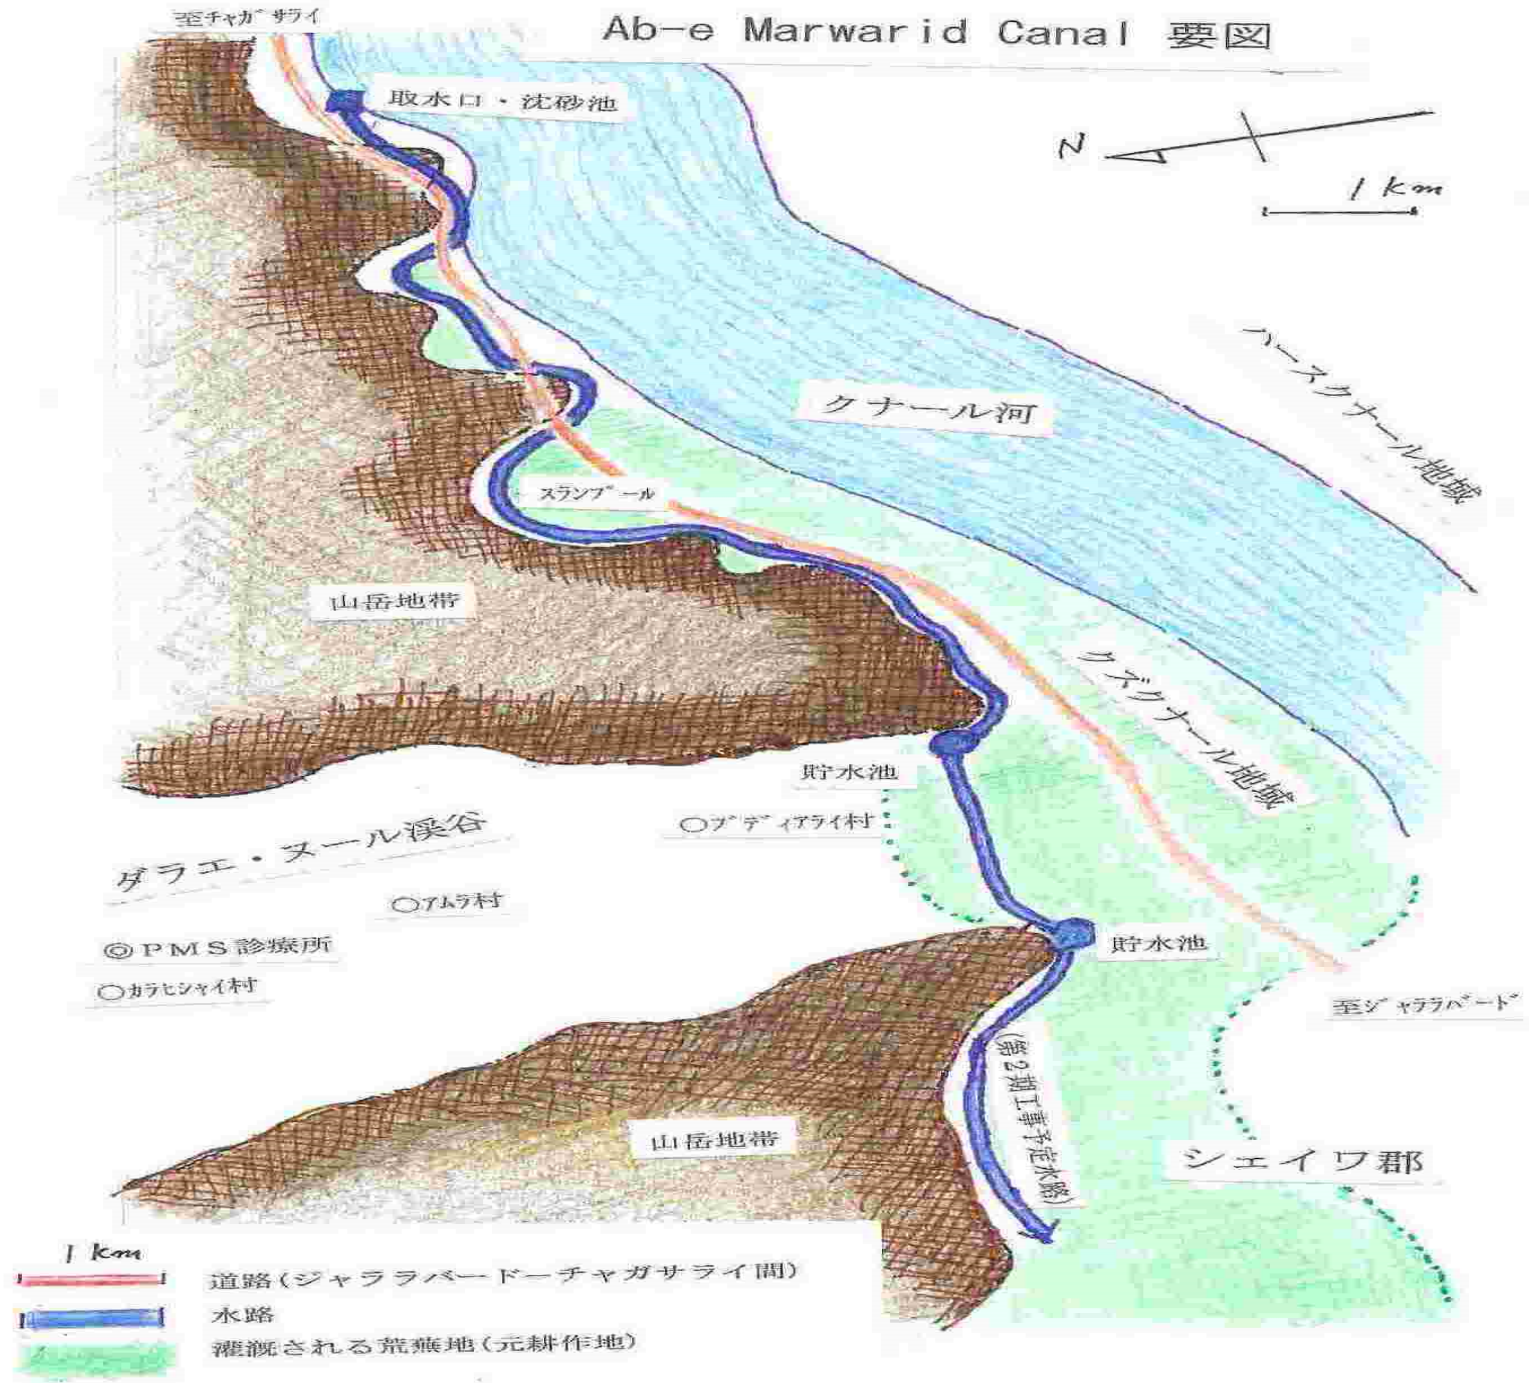 至チャガサライ
Ab-e Marwarid Canal 要図
取水口・沈砂池
N
1 km
ハースクナール地域
クナール河
スランプール
山岳地帯
クズクナール地域
貯水池
○ブディアライ村
ダラエ・ヌール渓谷
○アムラ村
◎PMS診療所
○カラヒシャイ村
貯水池
至ジャララバード
(第2期工事予定水路)
山岳地帯
シェイワ郡
1 km
道路(ジャララバードーチャガサライ間)
水路
灌漑される荒蕪地(元耕作地)